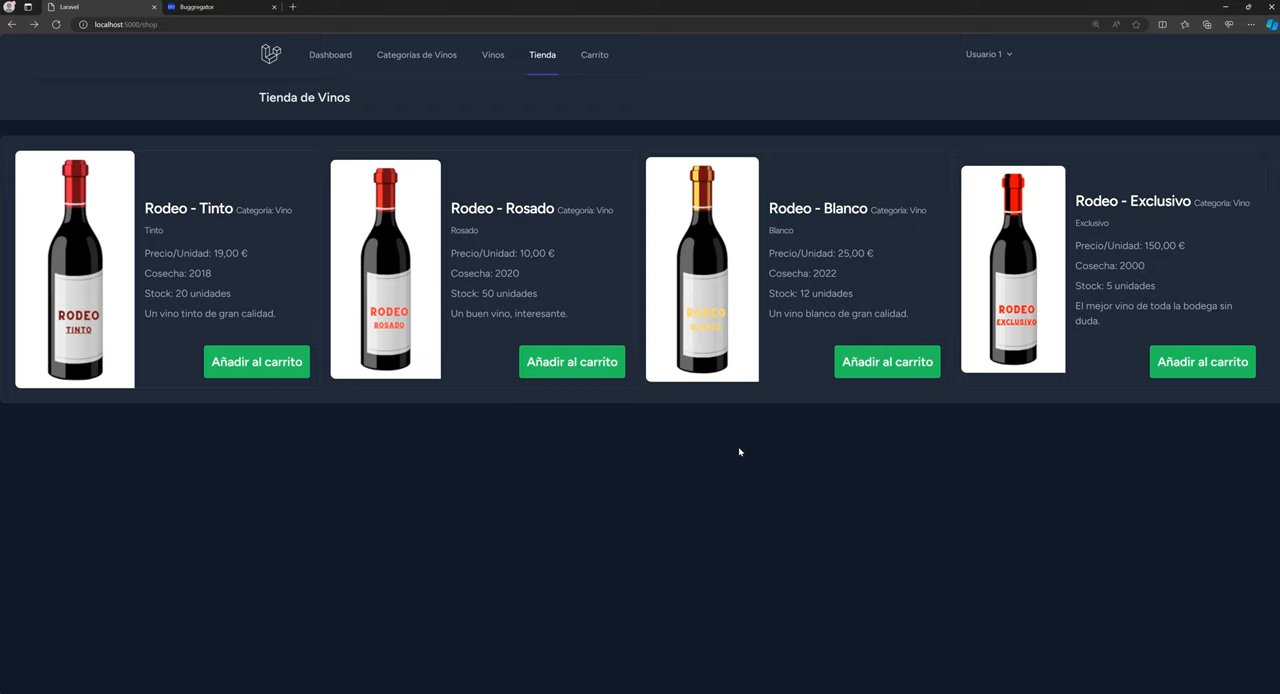 Laravel
Buggregator
localhost:5000/shop
Dashboard
Categorías de Vinos
Vinos
Tienda
Carrito
Usuario 1
Tienda de Vinos
RODEO
TINTO
Rodeo - Tinto Categoría: Vino
Tinto
Precio/Unidad: 19,00 €
Cosecha: 2018
Stock: 20 unidades
Un vino tinto de gran calidad.
Añadir al carrito
RODEO
ROSADO
Rodeo - Rosado Categoría: Vino
Rosado
Precio/Unidad: 10,00 €
Cosecha: 2020
Stock: 50 unidades
Un buen vino, interesante.
Añadir al carrito
RODEO
BLANCO
Rodeo - Blanco Categoría: Vino
Blanco
Precio/Unidad: 25,00 €
Cosecha: 2022
Stock: 12 unidades
Un vino blanco de gran calidad.
Añadir al carrito
RODEO
EXCLUSIVO
Rodeo - Exclusivo Categoría: Vino
Exclusivo
Precio/Unidad: 150,00 €
Cosecha: 2000
Stock: 5 unidades
El mejor vino de toda la bodega sin
duda.
Añadir al carrito